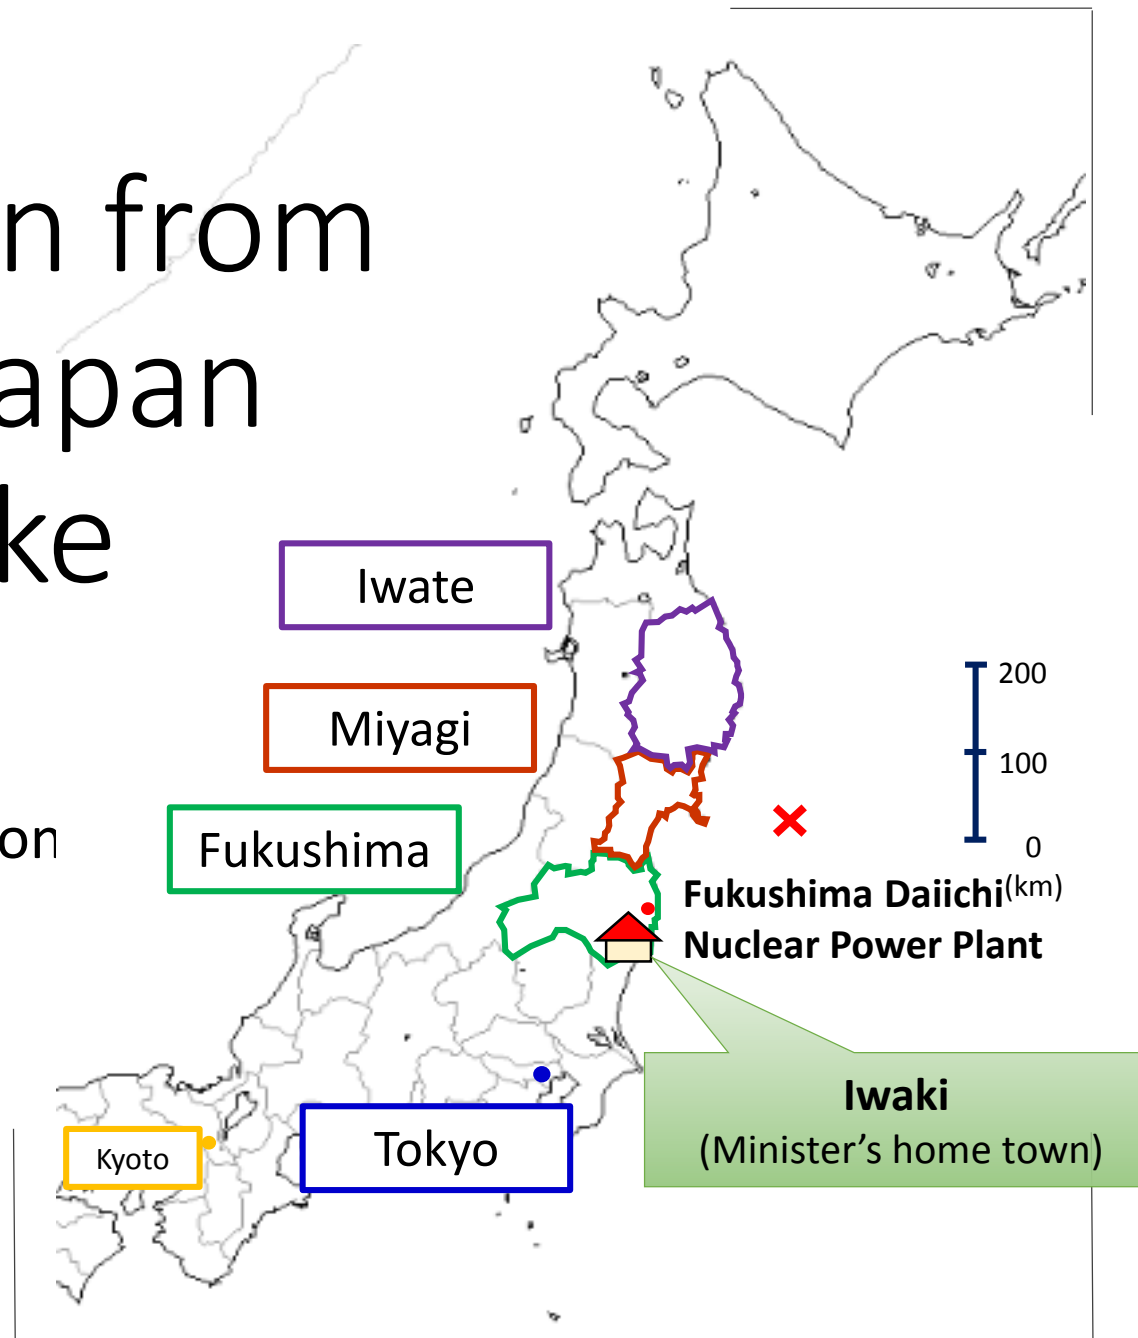 n from
apan
ke
Iwate
Miyagi
200
100
0
(km)
on
Fukushima
Fukushima Daiichi
Nuclear Power Plant
Iwaki
(Minister’s home town)
Tokyo
Kyoto